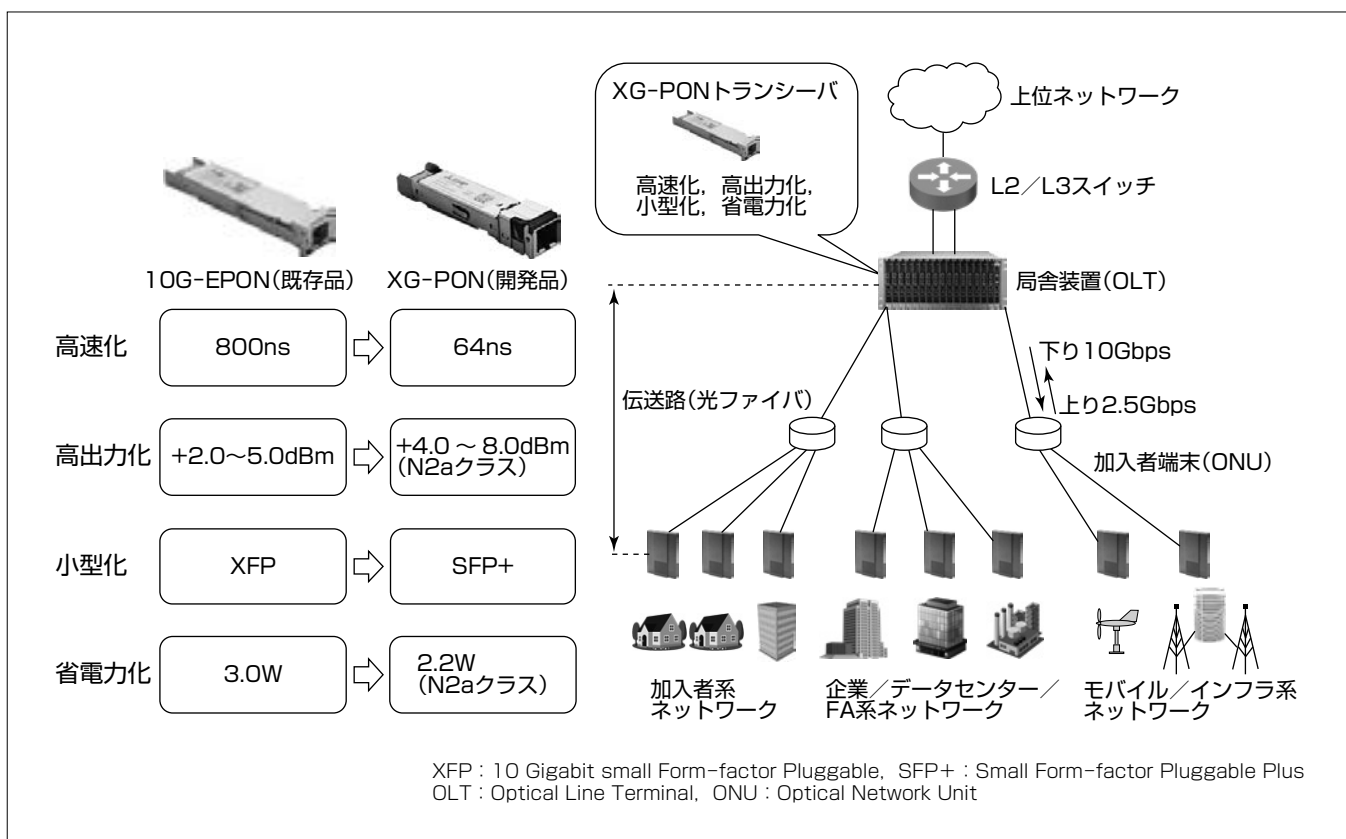 XG-PONトランシーバ
高速化，高出力化，
小型化，省電力化
上位ネットワーク
L2／L3スイッチ
局舎装置(OLT)
10G-EPON(既存品)
XG-PON(開発品)
高速化
800ns
64ns
高出力化
+2.0～5.0dBm
+4.0 ～ 8.0dBm
(N2aクラス)
小型化
XFP
SFP+
省電力化
3.0W
2.2W
(N2aクラス)
伝送路(光ファイバ)
下り10Gbps
上り2.5Gbps
加入者端末(ONU)
加入者系
ネットワーク
企業／データセンター／
FA系ネットワーク
モバイル／インフラ系
ネットワーク
XFP：10 Gigabit small Form-factor Pluggable, SFP+：Small Form-factor Pluggable Plus
OLT：Optical Line Terminal, ONU：Optical Network Unit